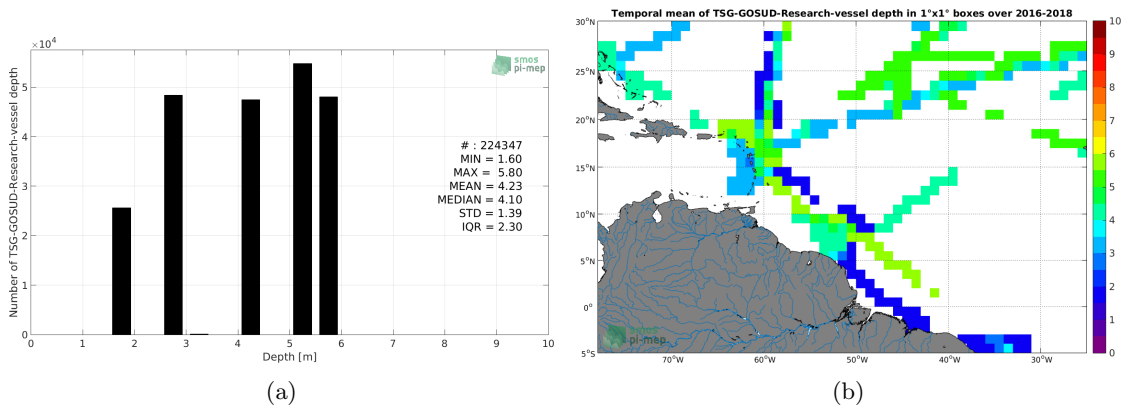 ×10⁴
5
4
3
2
1
0
Number of TSG-GOSUD-Research-vessel depth
0 1 2 3 4 5 6 7 8 9 10
Depth [m]
smos
pi-mep
# : 224347
MIN = 1.60
MAX = 5.80
MEAN = 4.23
MEDIAN = 4.10
STD = 1.39
IQR = 2.30
(a)
Temporal mean of TSG-GOSUD-Research-vessel depth in 1°x1° boxes over 2016-2018
30°N
25°N
20°N
15°N
10°N
5°N
0°
5°S
70°W 60°W 50°W 40°W 30°W
smos
pi-mep
10
9
8
7
6
5
4
3
2
1
0
(b)